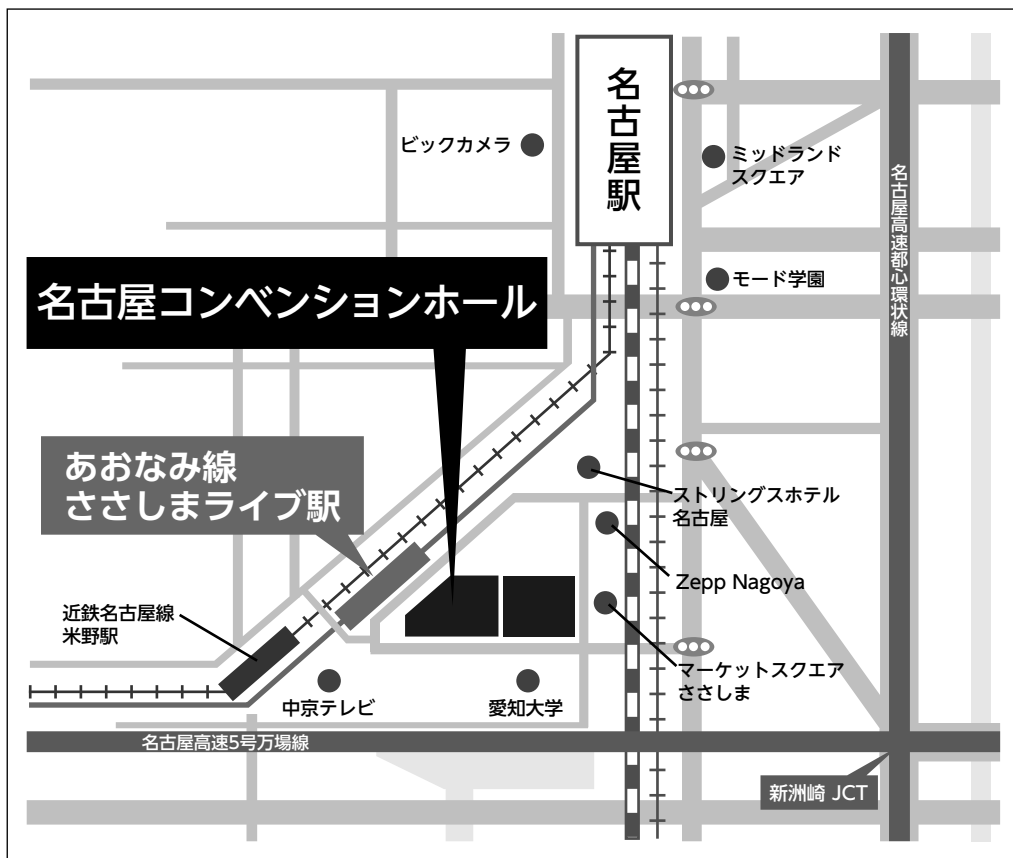 名古屋駅
ビックカメラ
ミッドランド
スクエア
名古屋高速都心環状線
モード学園
名古屋コンベンションホール
あおなみ線
ささしまライブ駅
ストリングスホテル
名古屋
Zepp Nagoya
近鉄名古屋線
米野駅
マーケットスクエア
ささしま
中京テレビ
愛知大学
名古屋高速5号万場線
新洲崎 JCT